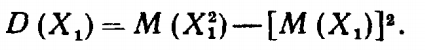 D (X₁) = M (X₁²) — [M (X₁)]².